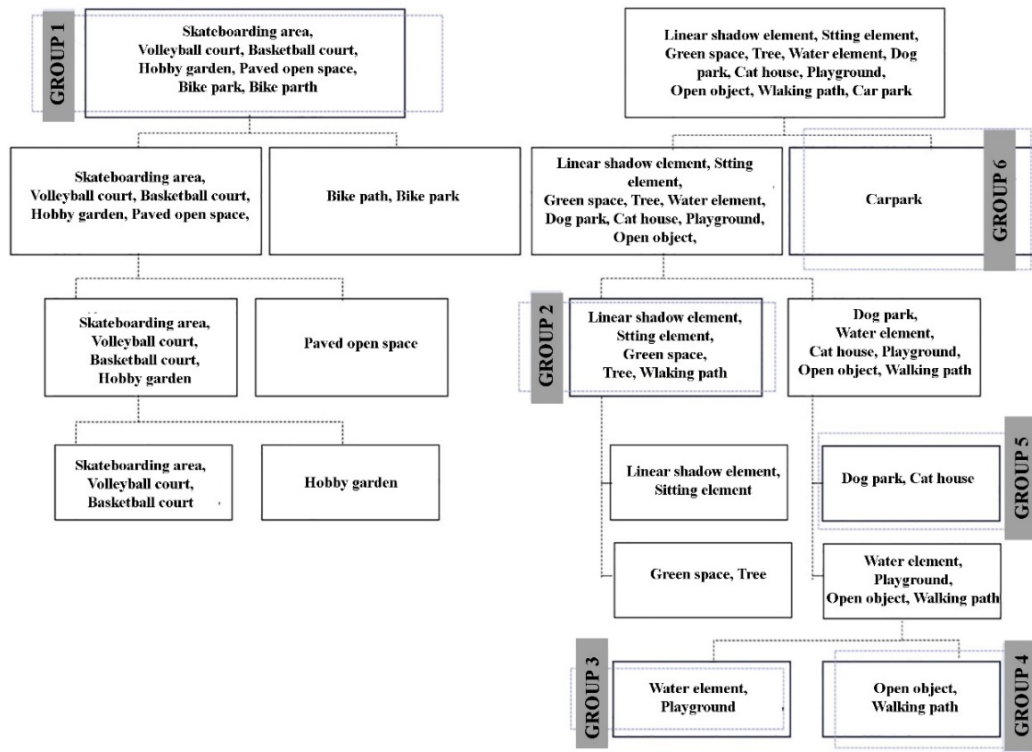 GROUP 1
Skateboarding area,
Volleyball court, Basketball court,
Hobby garden, Paved open space,
Bike park, Bike parth
Linear shadow element, Stting element,
Green space, Tree, Water element, Dog
park, Cat house, Playground,
Open object, Wlaking path, Car park
Skateboarding area,
Volleyball court, Basketball court,
Hobby garden, Paved open space,
Bike path, Bike park
Linear shadow element, Stting
element,
Green space, Tree, Water element,
Dog park, Cat house, Playground,
Open object,
Carpark
GROUP 6
Skateboarding area,
Volleyball court,
Basketball court,
Hobby garden
Paved open space
GROUP 2
Linear shadow element,
Stting element,
Green space,
Tree, Wlaking path
Dog park,
Water element,
Cat house, Playground,
Open object, Walking path
Skateboarding area,
Volleyball court,
Basketball court
Hobby garden
Linear shadow element,
Sitting element
Dog park, Cat house
GROUP 5
Green space, Tree
Water element,
Playground,
Open object, Walking path
GROUP 3
Water element,
Playground
Open object,
Walking path
GROUP 4